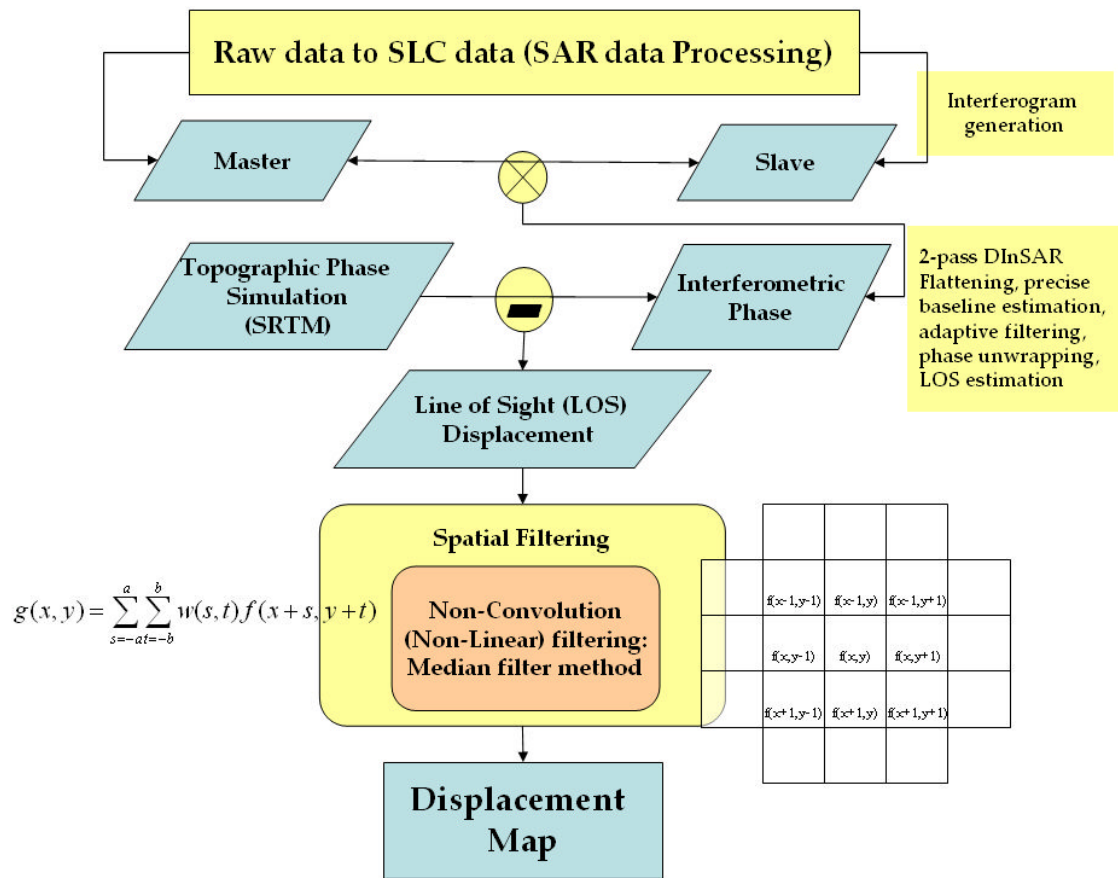 Raw data to SLC data (SAR data Processing)
Interferogram
generation
Master
Slave
Topographic Phase
Simulation
(SRTM)
Interferometric
Phase
2-pass DInSAR
Flattening, precise
baseline estimation,
adaptive filtering,
phase unwrapping,
LOS estimation
Line of Sight (LOS)
Displacement
Spatial Filtering
g(x, y) = ∑_{s=-a}^{a} ∑_{t=-b}^{b} w(s,t) f(x+s, y+t)
Non-Convolution
(Non-Linear) filtering:
Median filter method
f(x-1,y-1) f(x-1,y) f(x-1,y+1)
f(x,y-1) f(x,y) f(x,y+1)
f(x+1,y-1) f(x+1,y) f(x+1,y+1)
Displacement
Map